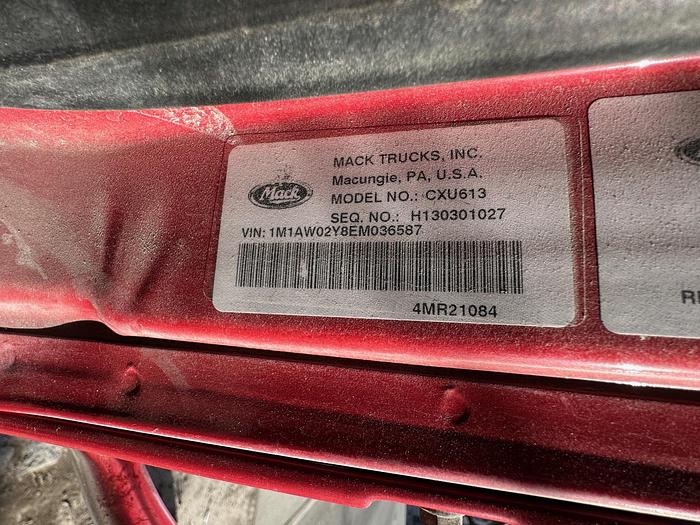 MACK TRUCKS, INC.
Macungie, PA, U.S.A.
Mack
MODEL NO.: CXU613
SEQ. NO.: H130301027
VIN: 1M1AW02Y8EM036587
4MR21084